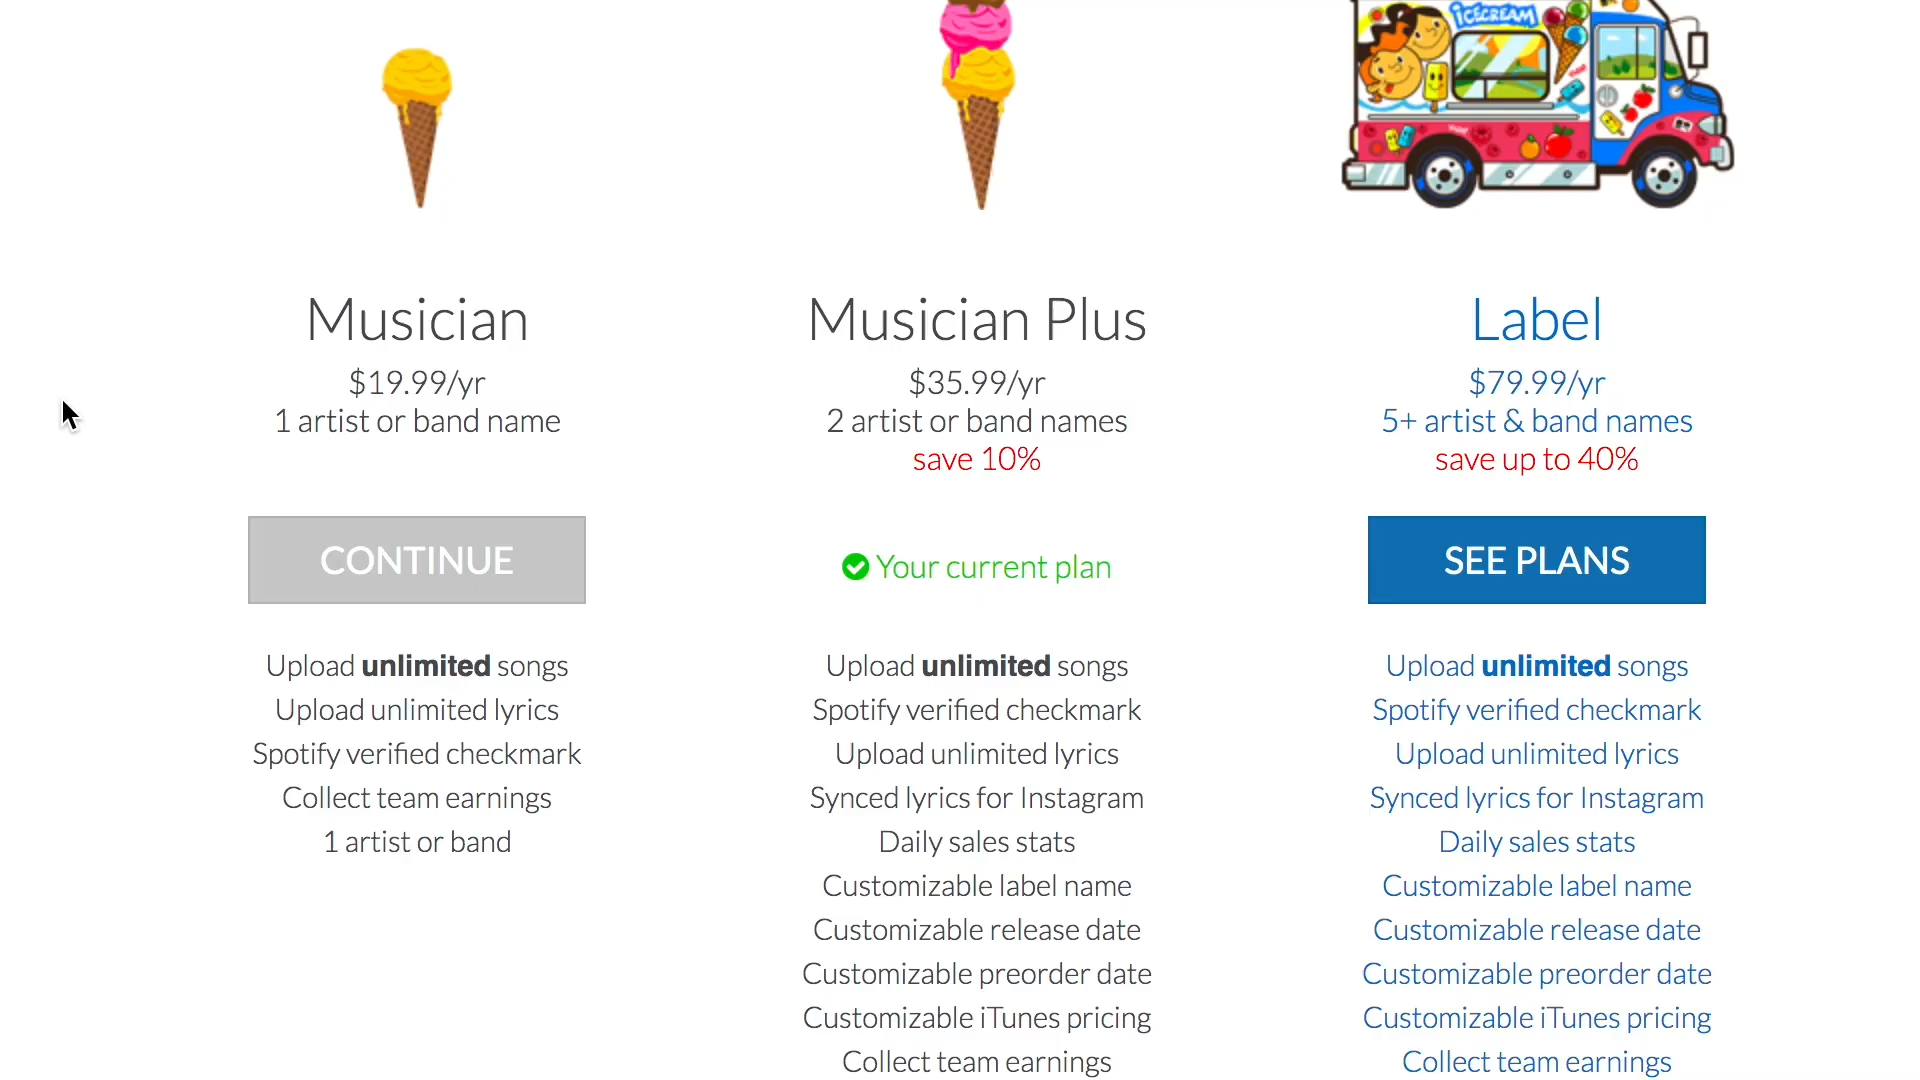 iCECREAM
Musician
$19.99/yr
1 artist or band name
CONTINUE
Upload unlimited songs
Upload unlimited lyrics
Spotify verified checkmark
Collect team earnings
1 artist or band
Musician Plus
$35.99/yr
2 artist or band names
save 10%
Your current plan
Upload unlimited songs
Spotify verified checkmark
Upload unlimited lyrics
Synced lyrics for Instagram
Daily sales stats
Customizable label name
Customizable release date
Customizable preorder date
Customizable iTunes pricing
Collect team earnings
Label
$79.99/yr
5+ artist & band names
save up to 40%
SEE PLANS
Upload unlimited songs
Spotify verified checkmark
Upload unlimited lyrics
Synced lyrics for Instagram
Daily sales stats
Customizable label name
Customizable release date
Customizable preorder date
Customizable iTunes pricing
Collect team earnings